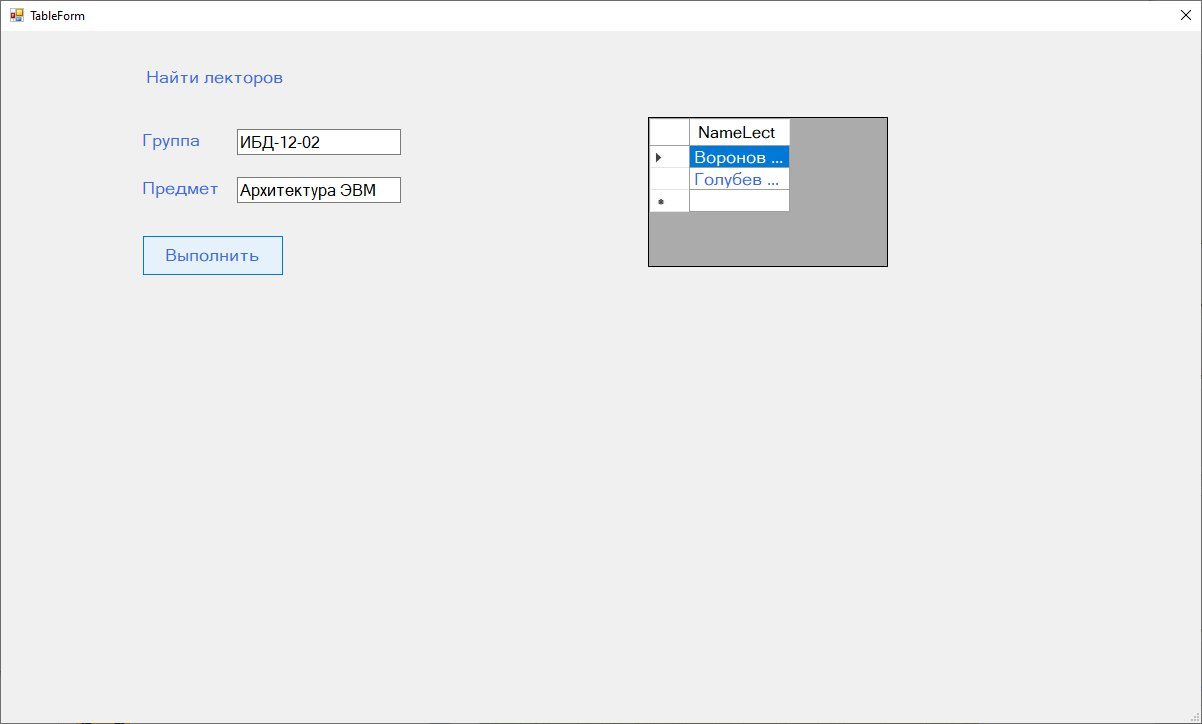 TableForm
Найти лекторов
Группа ИБД-12-02
Предмет Архитектура ЭВМ
Выполнить
NameLect
Воронов ...
Голубев ...